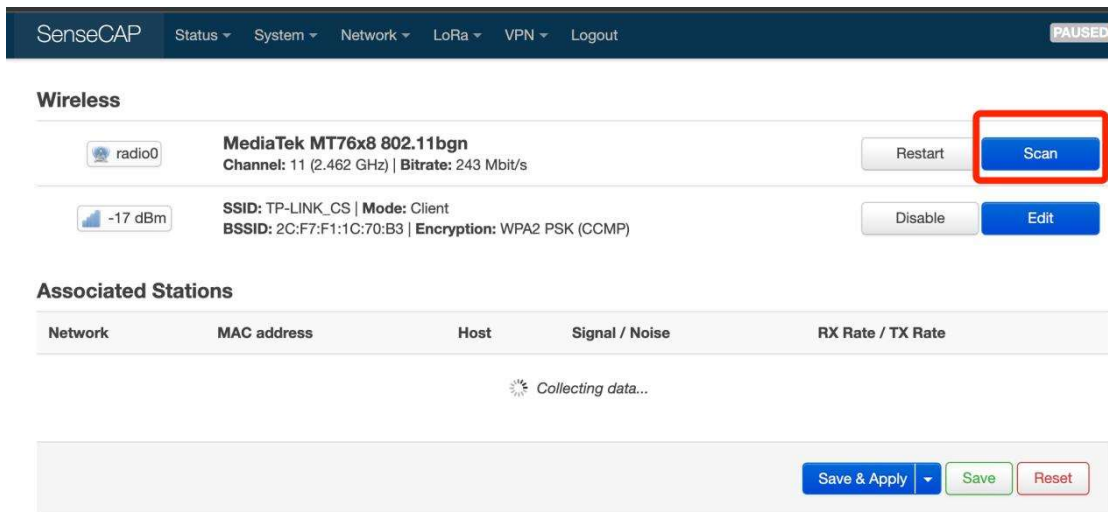 SenseCAP Status System Network LoRa VPN Logout PAUSED
Wireless
radio0 MediaTek MT76x8 802.11bgn Restart Scan
Channel: 11 (2.462 GHz) | Bitrate: 243 Mbit/s
-17 dBm SSID: TP-LINK_CS | Mode: Client Disable Edit
BSSID: 2C:F7:F1:1C:70:B3 | Encryption: WPA2 PSK (CCMP)
Associated Stations
Network MAC address Host Signal / Noise RX Rate / TX Rate
Collecting data...
Save & Apply Save Reset